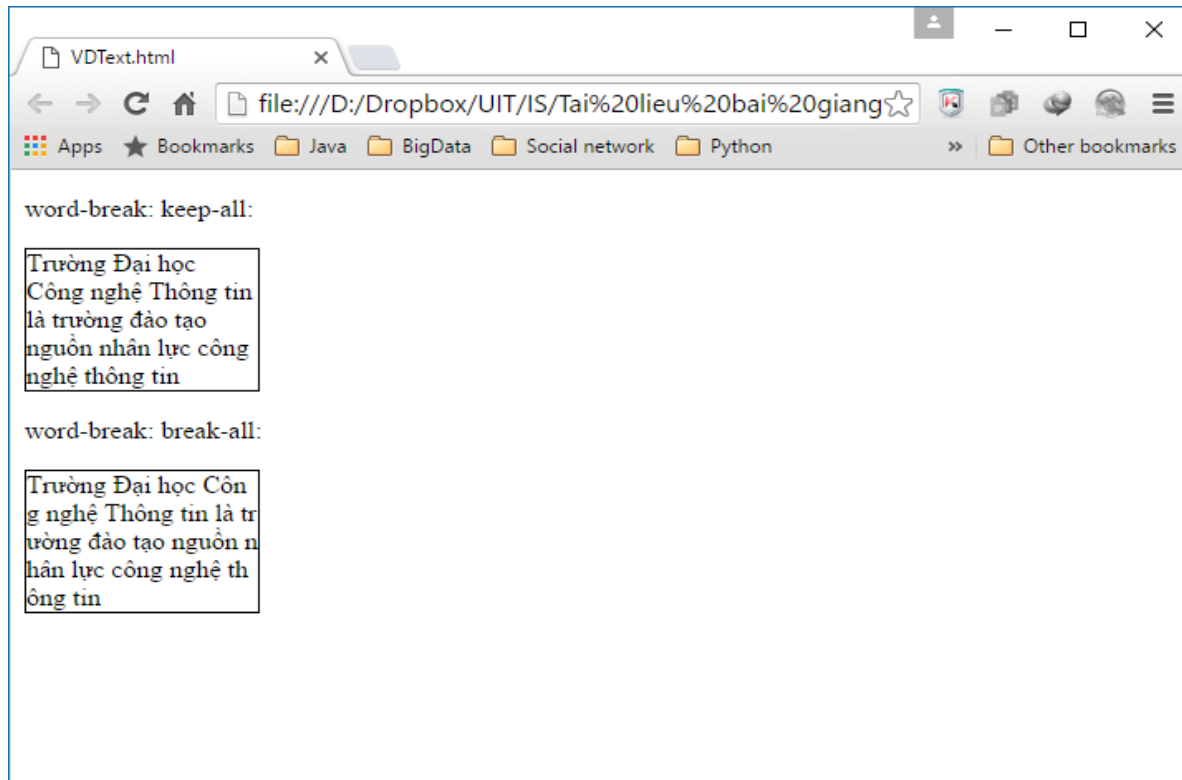 VDText.html
file:///D:/Dropbox/UIT/IS/Tai%20lieu%20bai%20giang
Apps Bookmarks Java BigData Social network Python » Other bookmarks
word-break: keep-all:
Trường Đại học
Công nghệ Thông tin
là trường đào tạo
nguồn nhân lực công
nghệ thông tin
word-break: break-all:
Trường Đại học Côn
g nghệ Thông tin là tr
ường đào tạo nguồn n
hân lực công nghệ th
ông tin